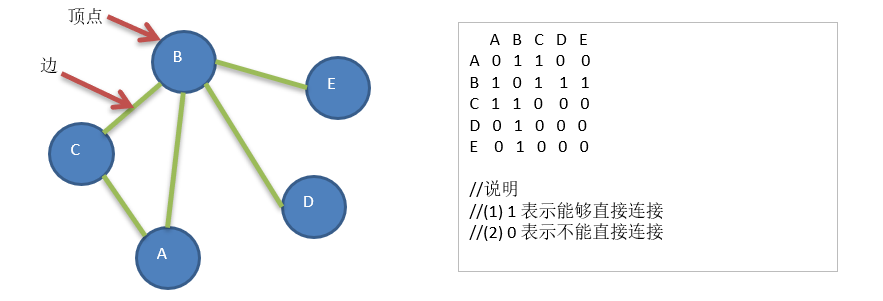 顶点
边
B
E
C
D
A
A B C D E
A 0 1 1 0 0
B 1 0 1 1 1
C 1 1 0 0 0
D 0 1 0 0 0
E 0 1 0 0 0
//说明
//(1) 1 表示能够直接连接
//(2) 0 表示不能直接连接